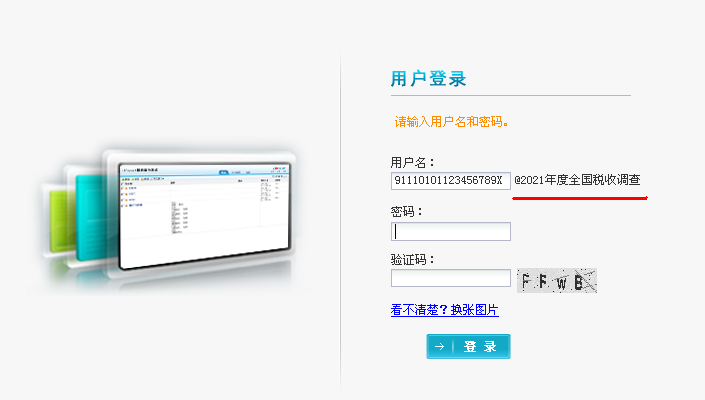 用户登录
请输入用户名和密码。
用户名：
91110101123456789X @2021年度全国税收调查
密码：
验证码：
FFWB
看不清楚？换张图片
登 录